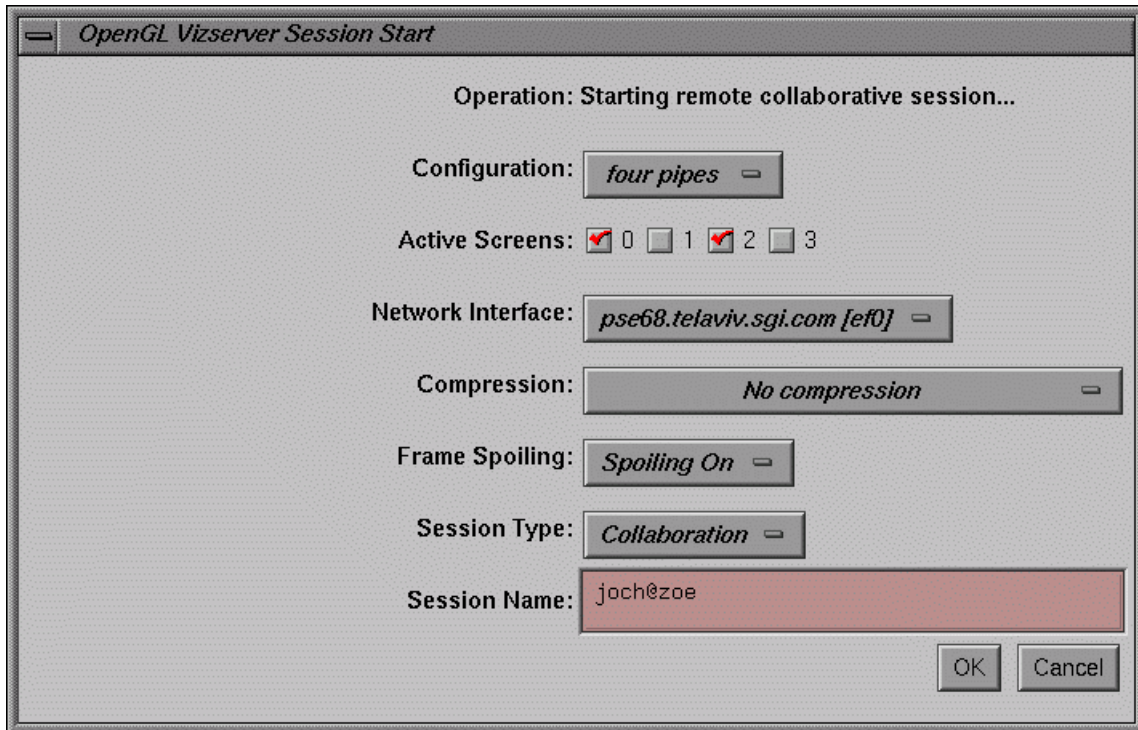 OpenGL Vizserver Session Start
Operation: Starting remote collaborative session...
Configuration: four pipes
Active Screens: 0 1 2 3
Network Interface: pse68.telaviv.sgi.com [ef0]
Compression: No compression
Frame Spoiling: Spoiling On
Session Type: Collaboration
Session Name: joch@zoe
OK Cancel